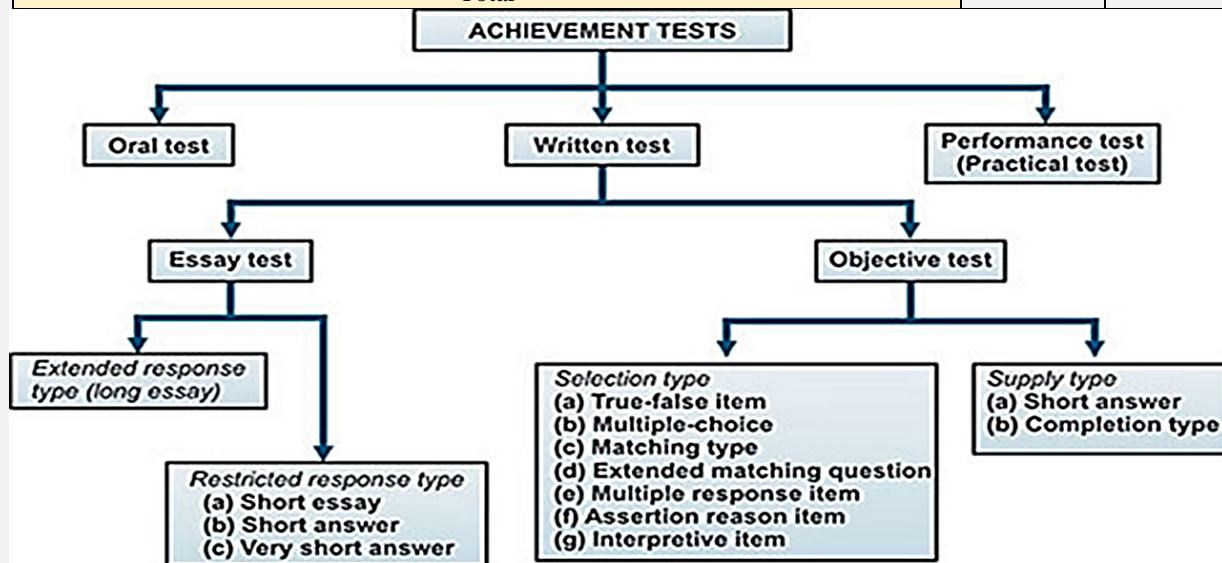 Total
ACHIEVEMENT TESTS
Oral test
Written test
Performance test
(Practical test)
Essay test
Objective test
Extended response
type (long essay)
Restricted response type
(a) Short essay
(b) Short answer
(c) Very short answer
Selection type
(a) True-false item
(b) Multiple-choice
(c) Matching type
(d) Extended matching question
(e) Multiple response item
(f) Assertion reason item
(g) Interpretive item
Supply type
(a) Short answer
(b) Completion type